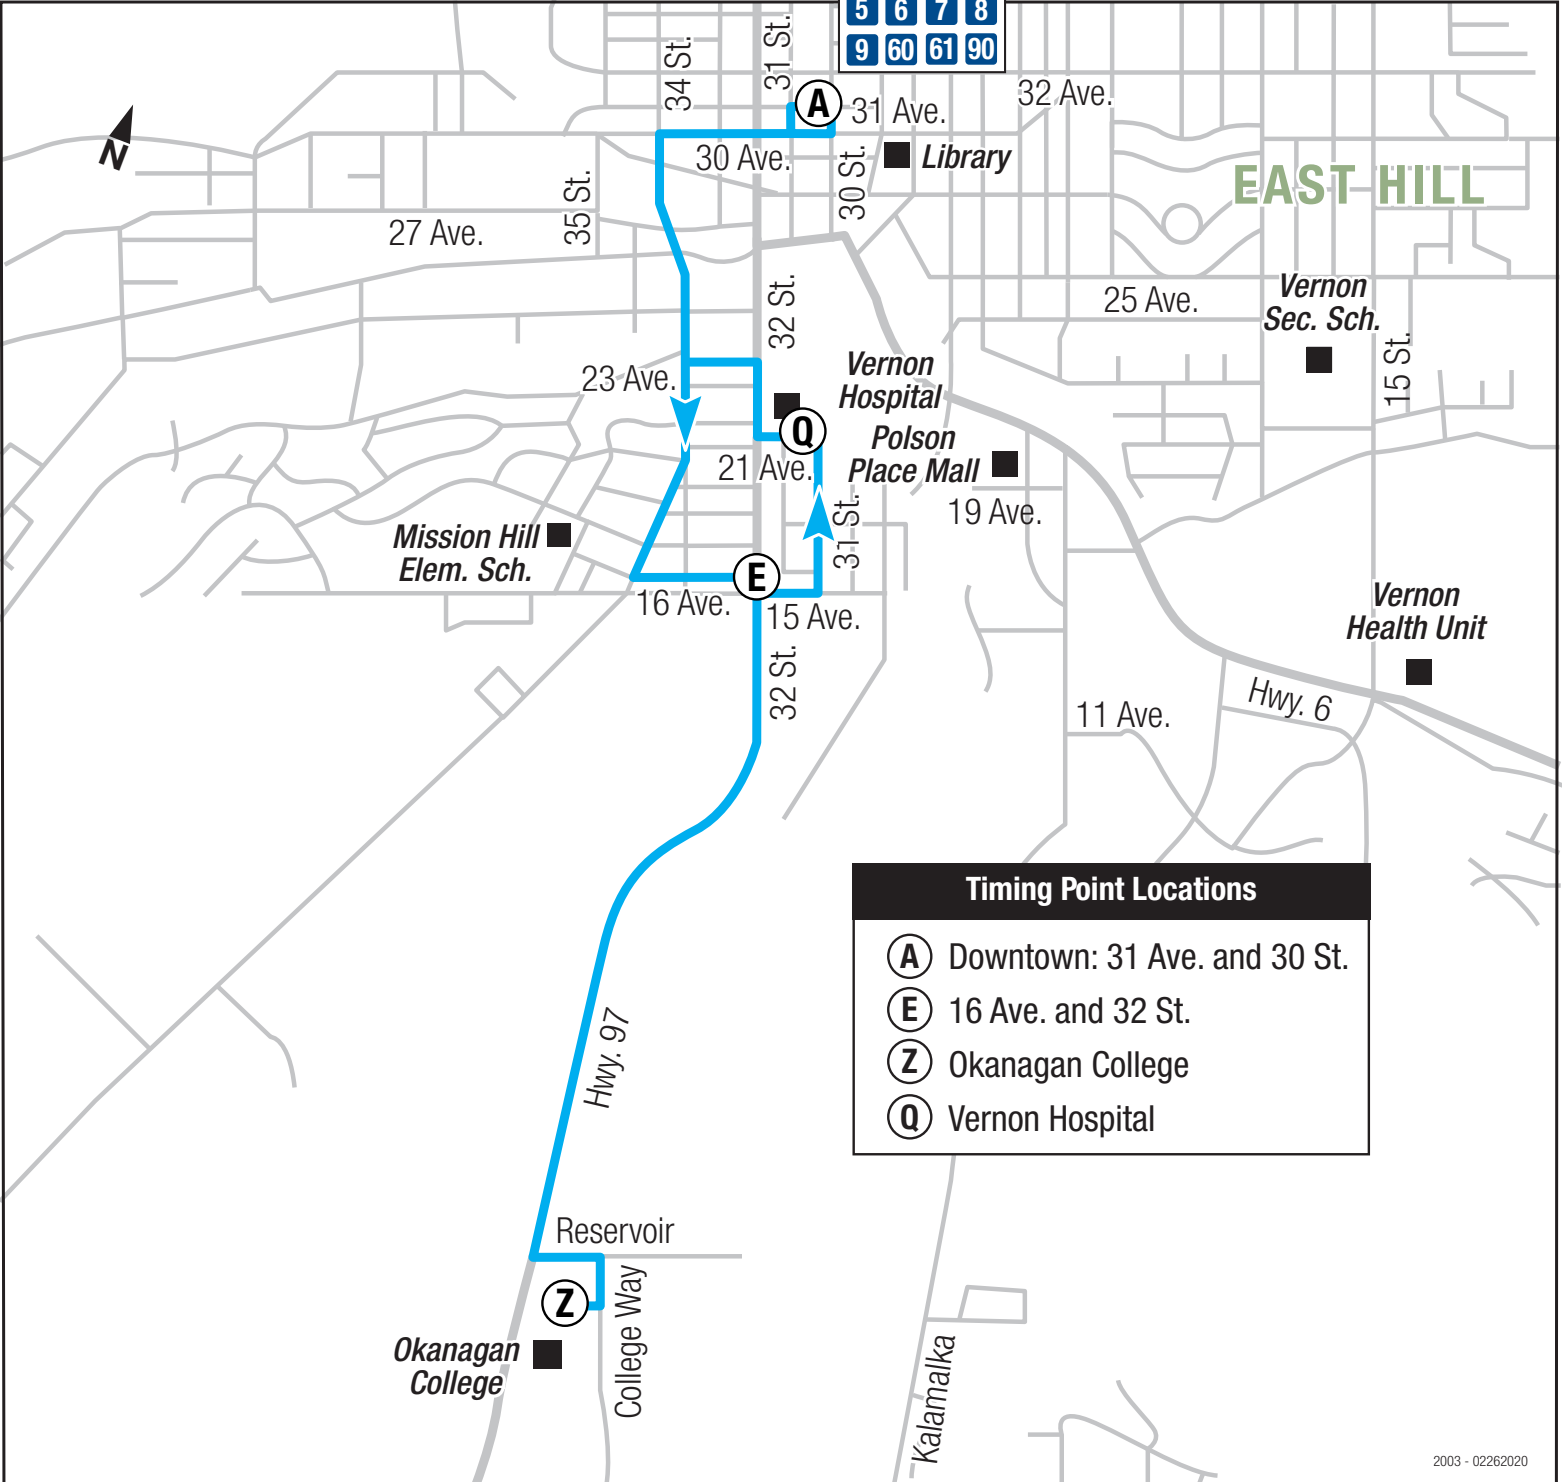 5 6 7 8
9 60 61 90
31 St.
34 St.
32 Ave.
A
31 Ave.
N
30 Ave.
Library
30 St.
EAST HILL
35 St.
27 Ave.
32 St.
25 Ave.
Vernon
Sec. Sch.
15 St.
23 Ave.
Vernon
Hospital
Q
Polson
Place Mall
21 Ave.
31 St.
19 Ave.
Mission Hill
Elem. Sch.
E
16 Ave.
15 Ave.
Vernon
Health Unit
32 St.
Hwy. 6
11 Ave.
Timing Point Locations
A Downtown: 31 Ave. and 30 St.
E 16 Ave. and 32 St.
Z Okanagan College
Q Vernon Hospital
Hwy. 97
Reservoir
Z
College Way
Okanagan
College
Kalamalka
2003 - 02262020